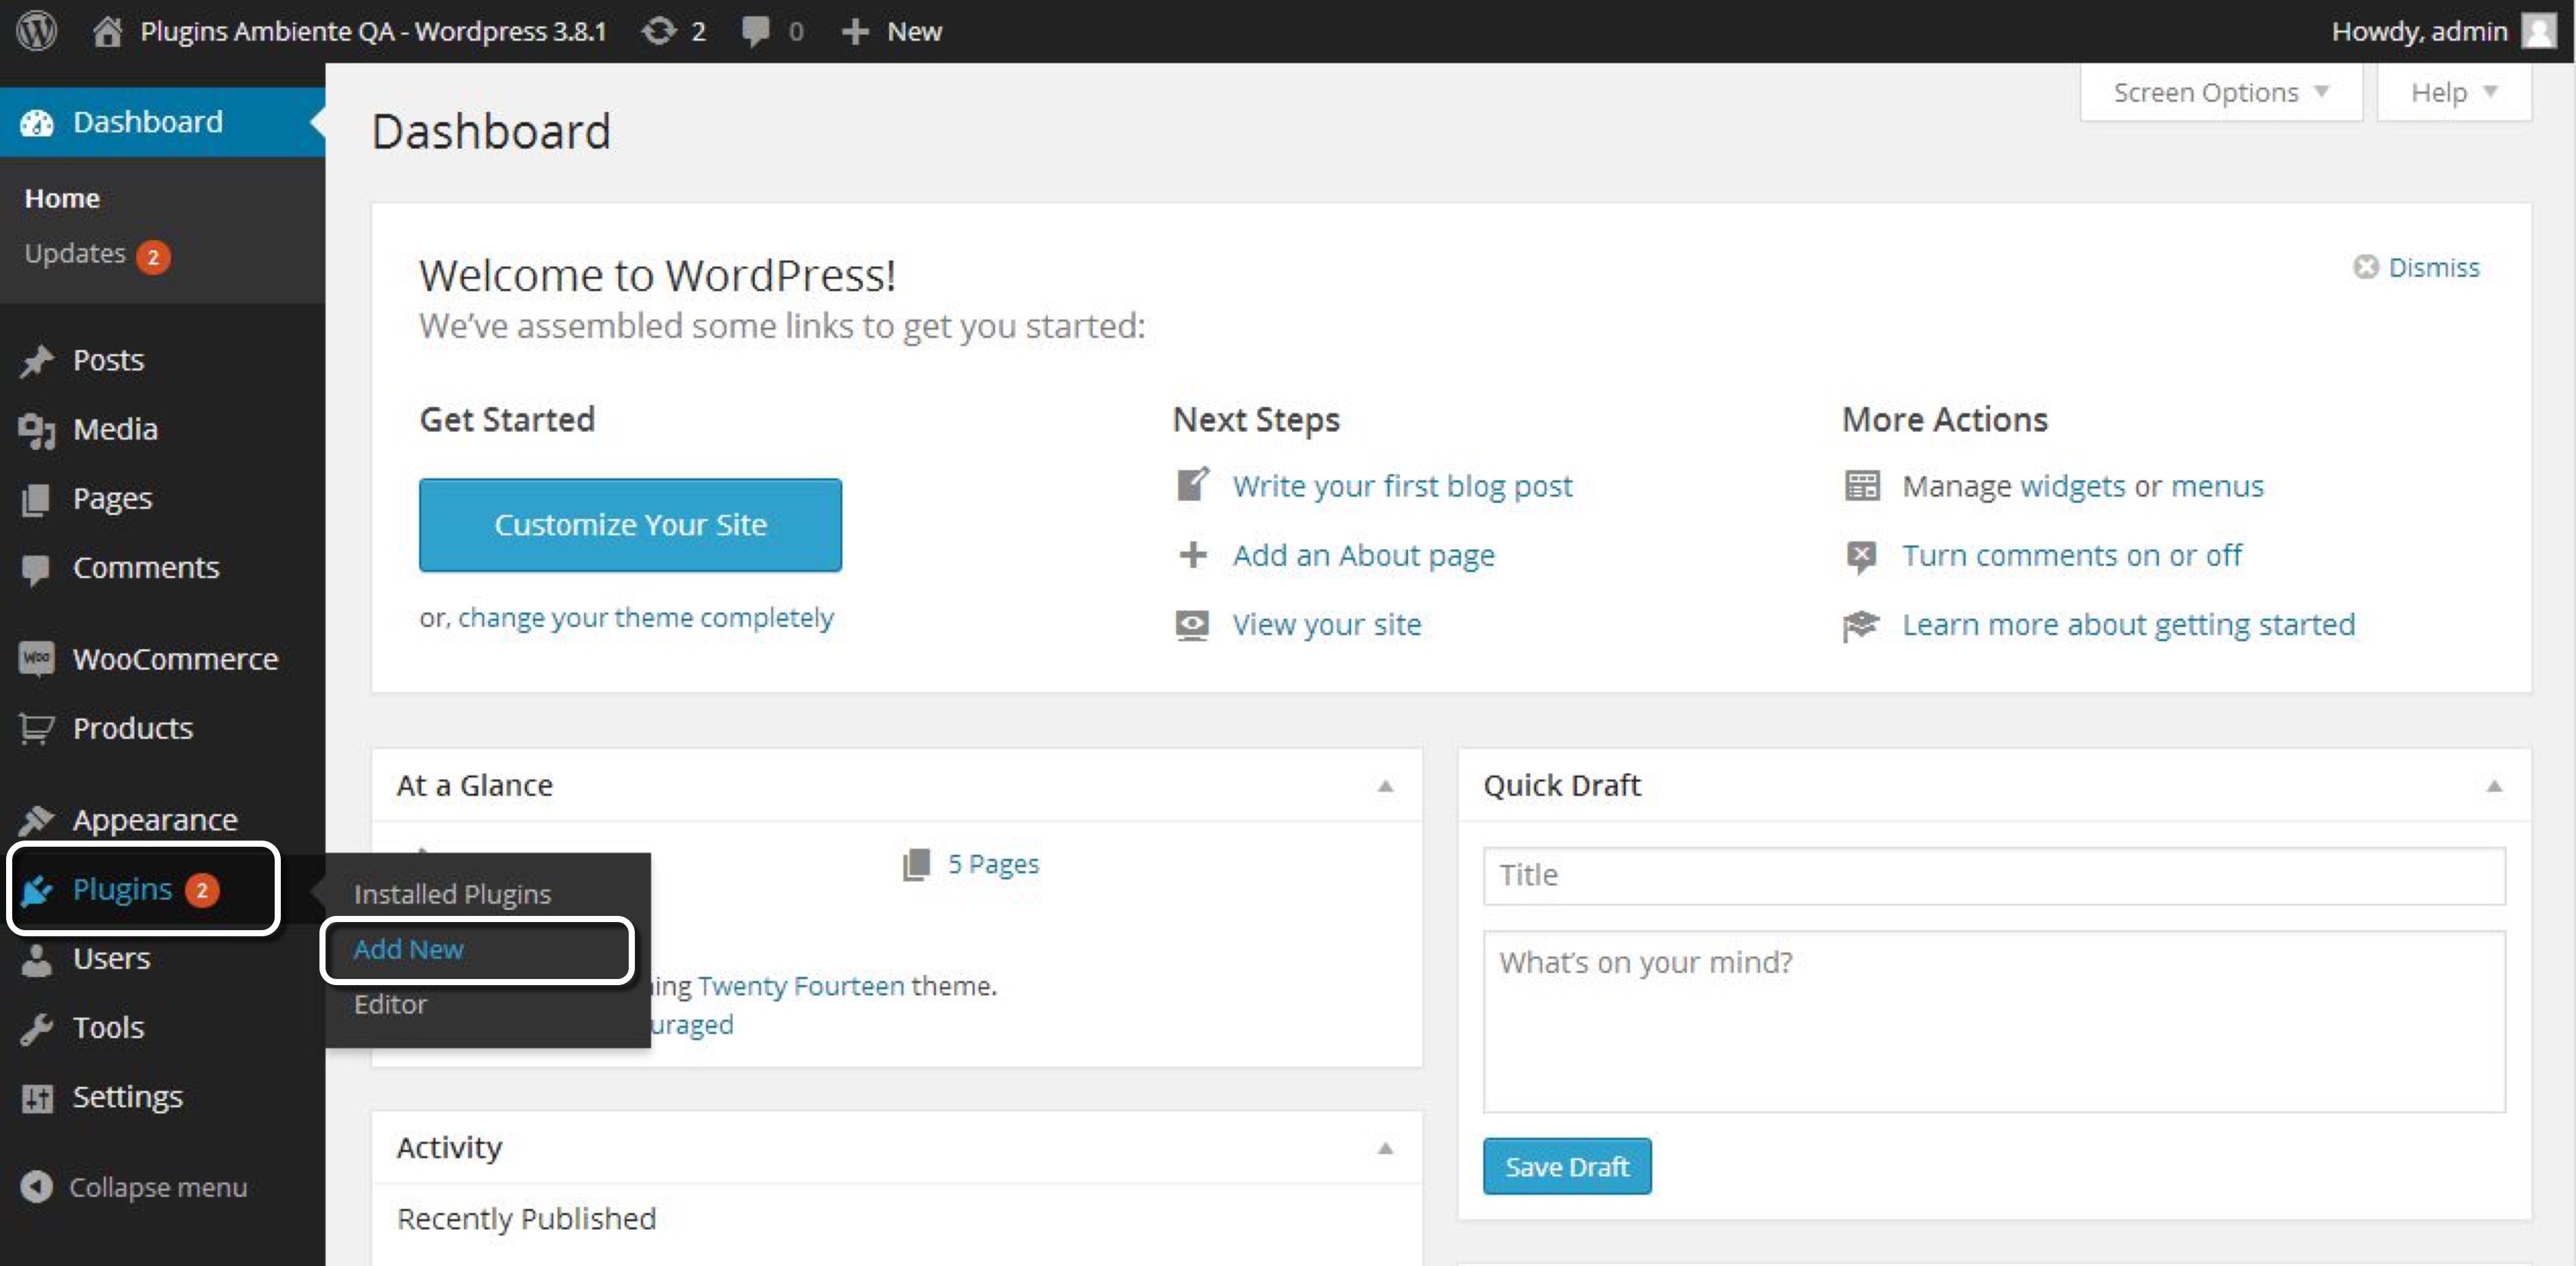 Plugins Ambiente QA - Wordpress 3.8.1 2 0 New Howdy, admin
Screen Options Help
Dashboard
Home
Updates 2
Posts
Media
Pages
Comments
WooCommerce
Products
Appearance
Plugins 2
Users
Tools
Settings
Collapse menu
Installed Plugins
Add New
Editor
Dashboard
Welcome to WordPress!
Dismiss
We've assembled some links to get you started:
Get Started
Customize Your Site
or, change your theme completely
Next Steps
Write your first blog post
Add an About page
View your site
More Actions
Manage widgets or menus
Turn comments on or off
Learn more about getting started
At a Glance
5 Pages
ing Twenty Fourteen theme.
uraged
Activity
Recently Published
Quick Draft
Title
What's on your mind?
Save Draft